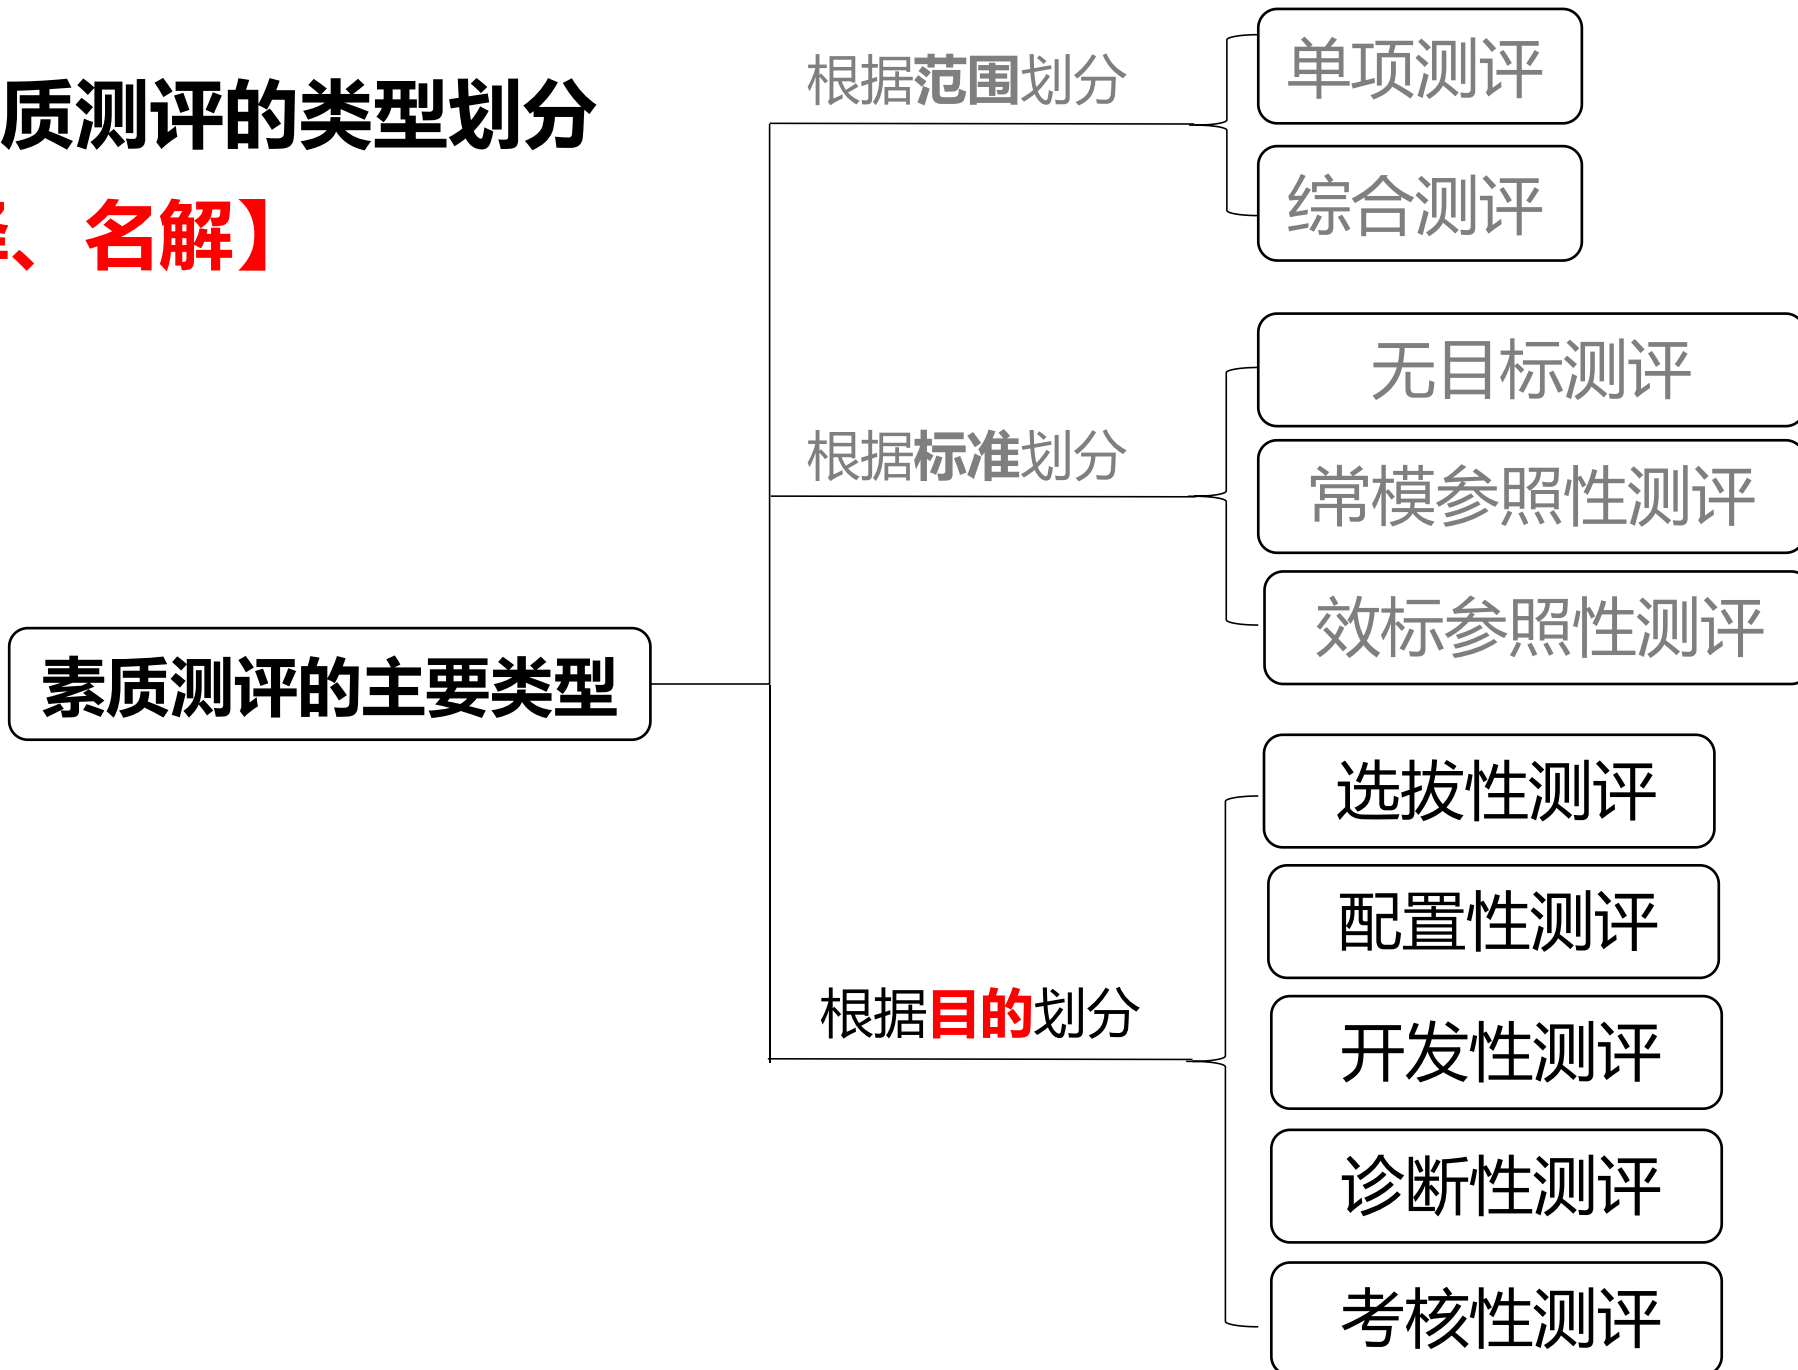 质测评的类型划分
、名解】
素质测评的主要类型
根据范围划分
单项测评
综合测评
根据标准划分
无目标测评
常模参照性测评
效标参照性测评
根据目的划分
选拔性测评
配置性测评
开发性测评
诊断性测评
考核性测评